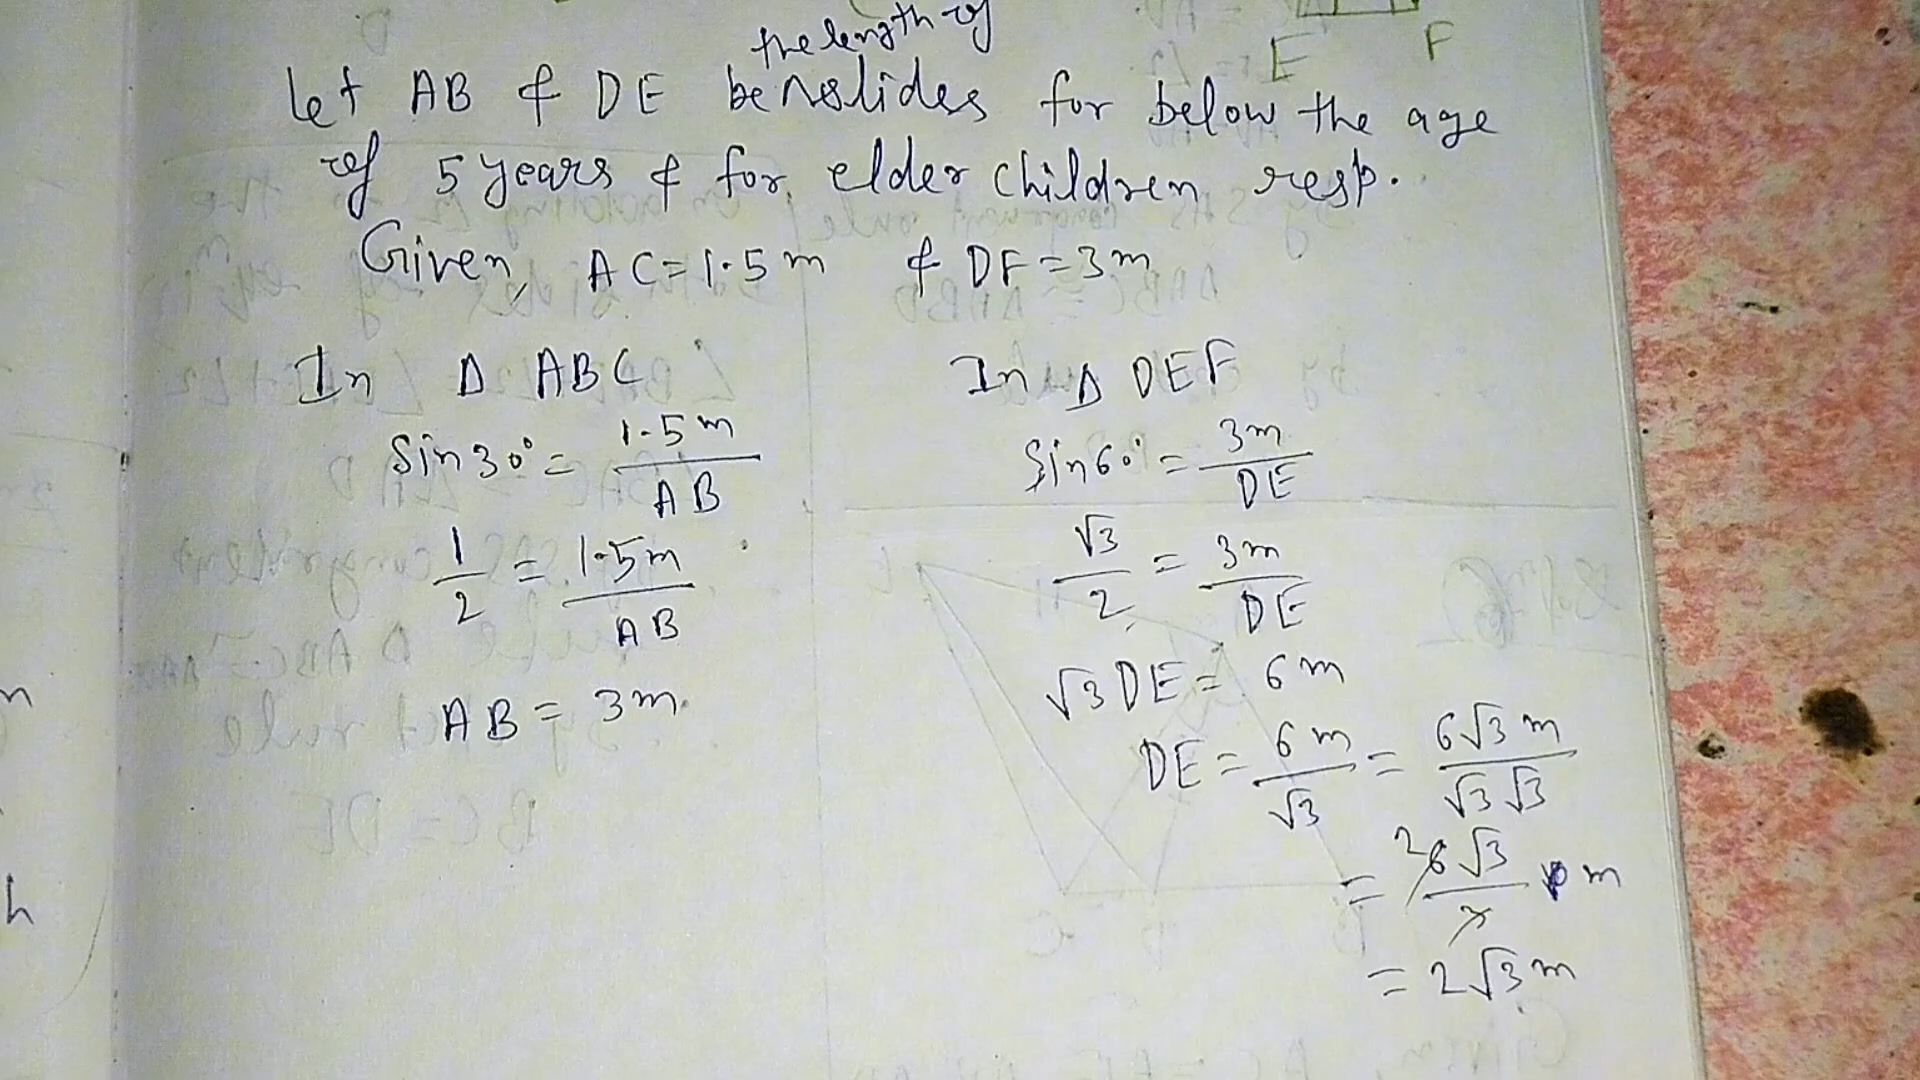 E F
the length of
Let AB & DE be slides for below the age
of 5 years & for elder children resp.
Given, AC = 1.5 m & DF = 3 m
In Δ ABC
Sin 30° = 1.5 m / AB
1/2 = 1.5 m / AB
AB = 3 m.
In Δ DEF
Sin 60° = 3 m / DE
√3/2 = 3 m / DE
√3 DE = 6 m
DE = 6 m / √3 = 6√3 m / √3 √3
= 2 6√3 / 3 m
= 2√3 m
n
h